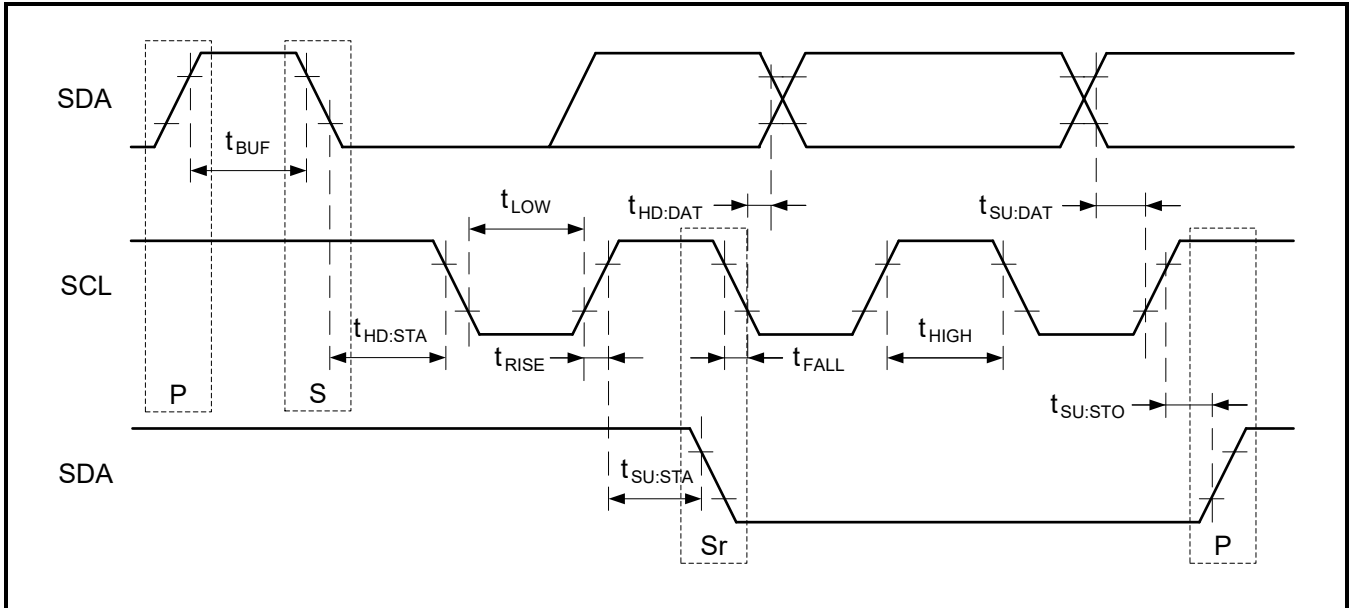 SDA
tBUF
tLOW
tHD:DAT
tSU:DAT
SCL
tHD:STA
tRISE
tFALL
tHIGH
P
S
tSU:STO
SDA
tSU:STA
Sr
P